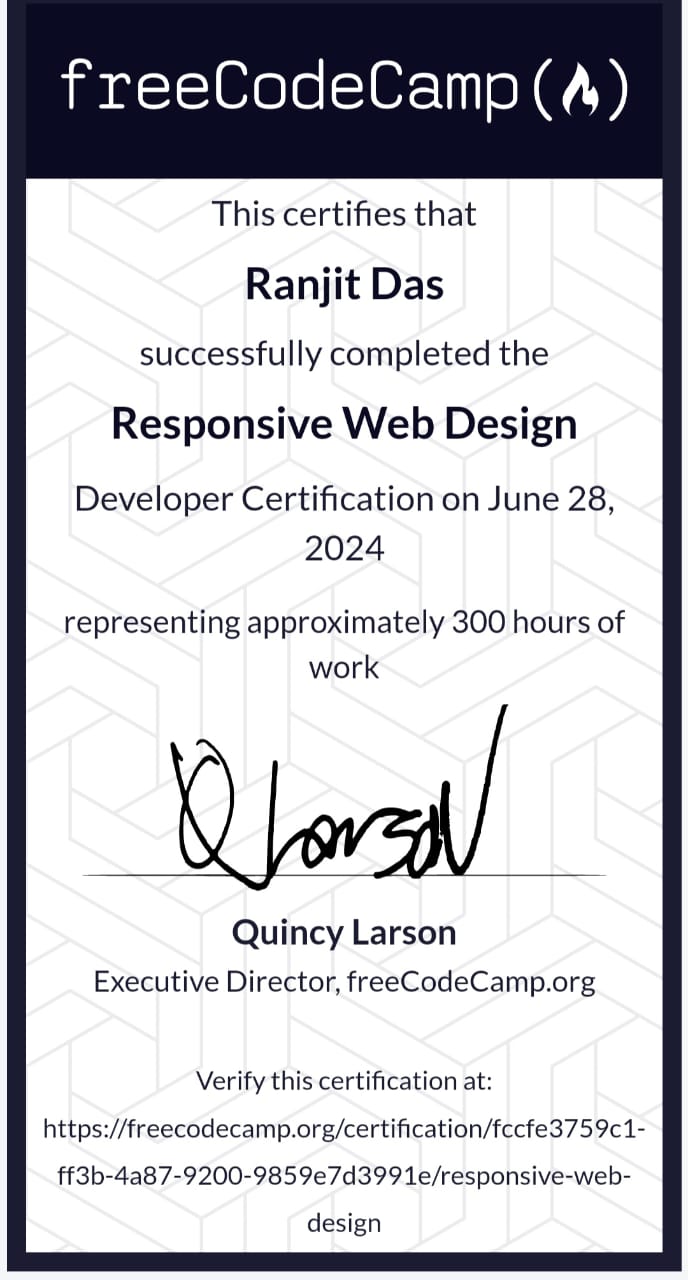 freeCodeCamp(🔥)
This certifies that
Ranjit Das
successfully completed the
Responsive Web Design
Developer Certification on June 28,
2024
representing approximately 300 hours of
work
Quincy Larson
Executive Director, freeCodeCamp.org
Verify this certification at:
https://freecodecamp.org/certification/fccfe3759c1-
ff3b-4a87-9200-9859e7d3991e/responsive-web-
design